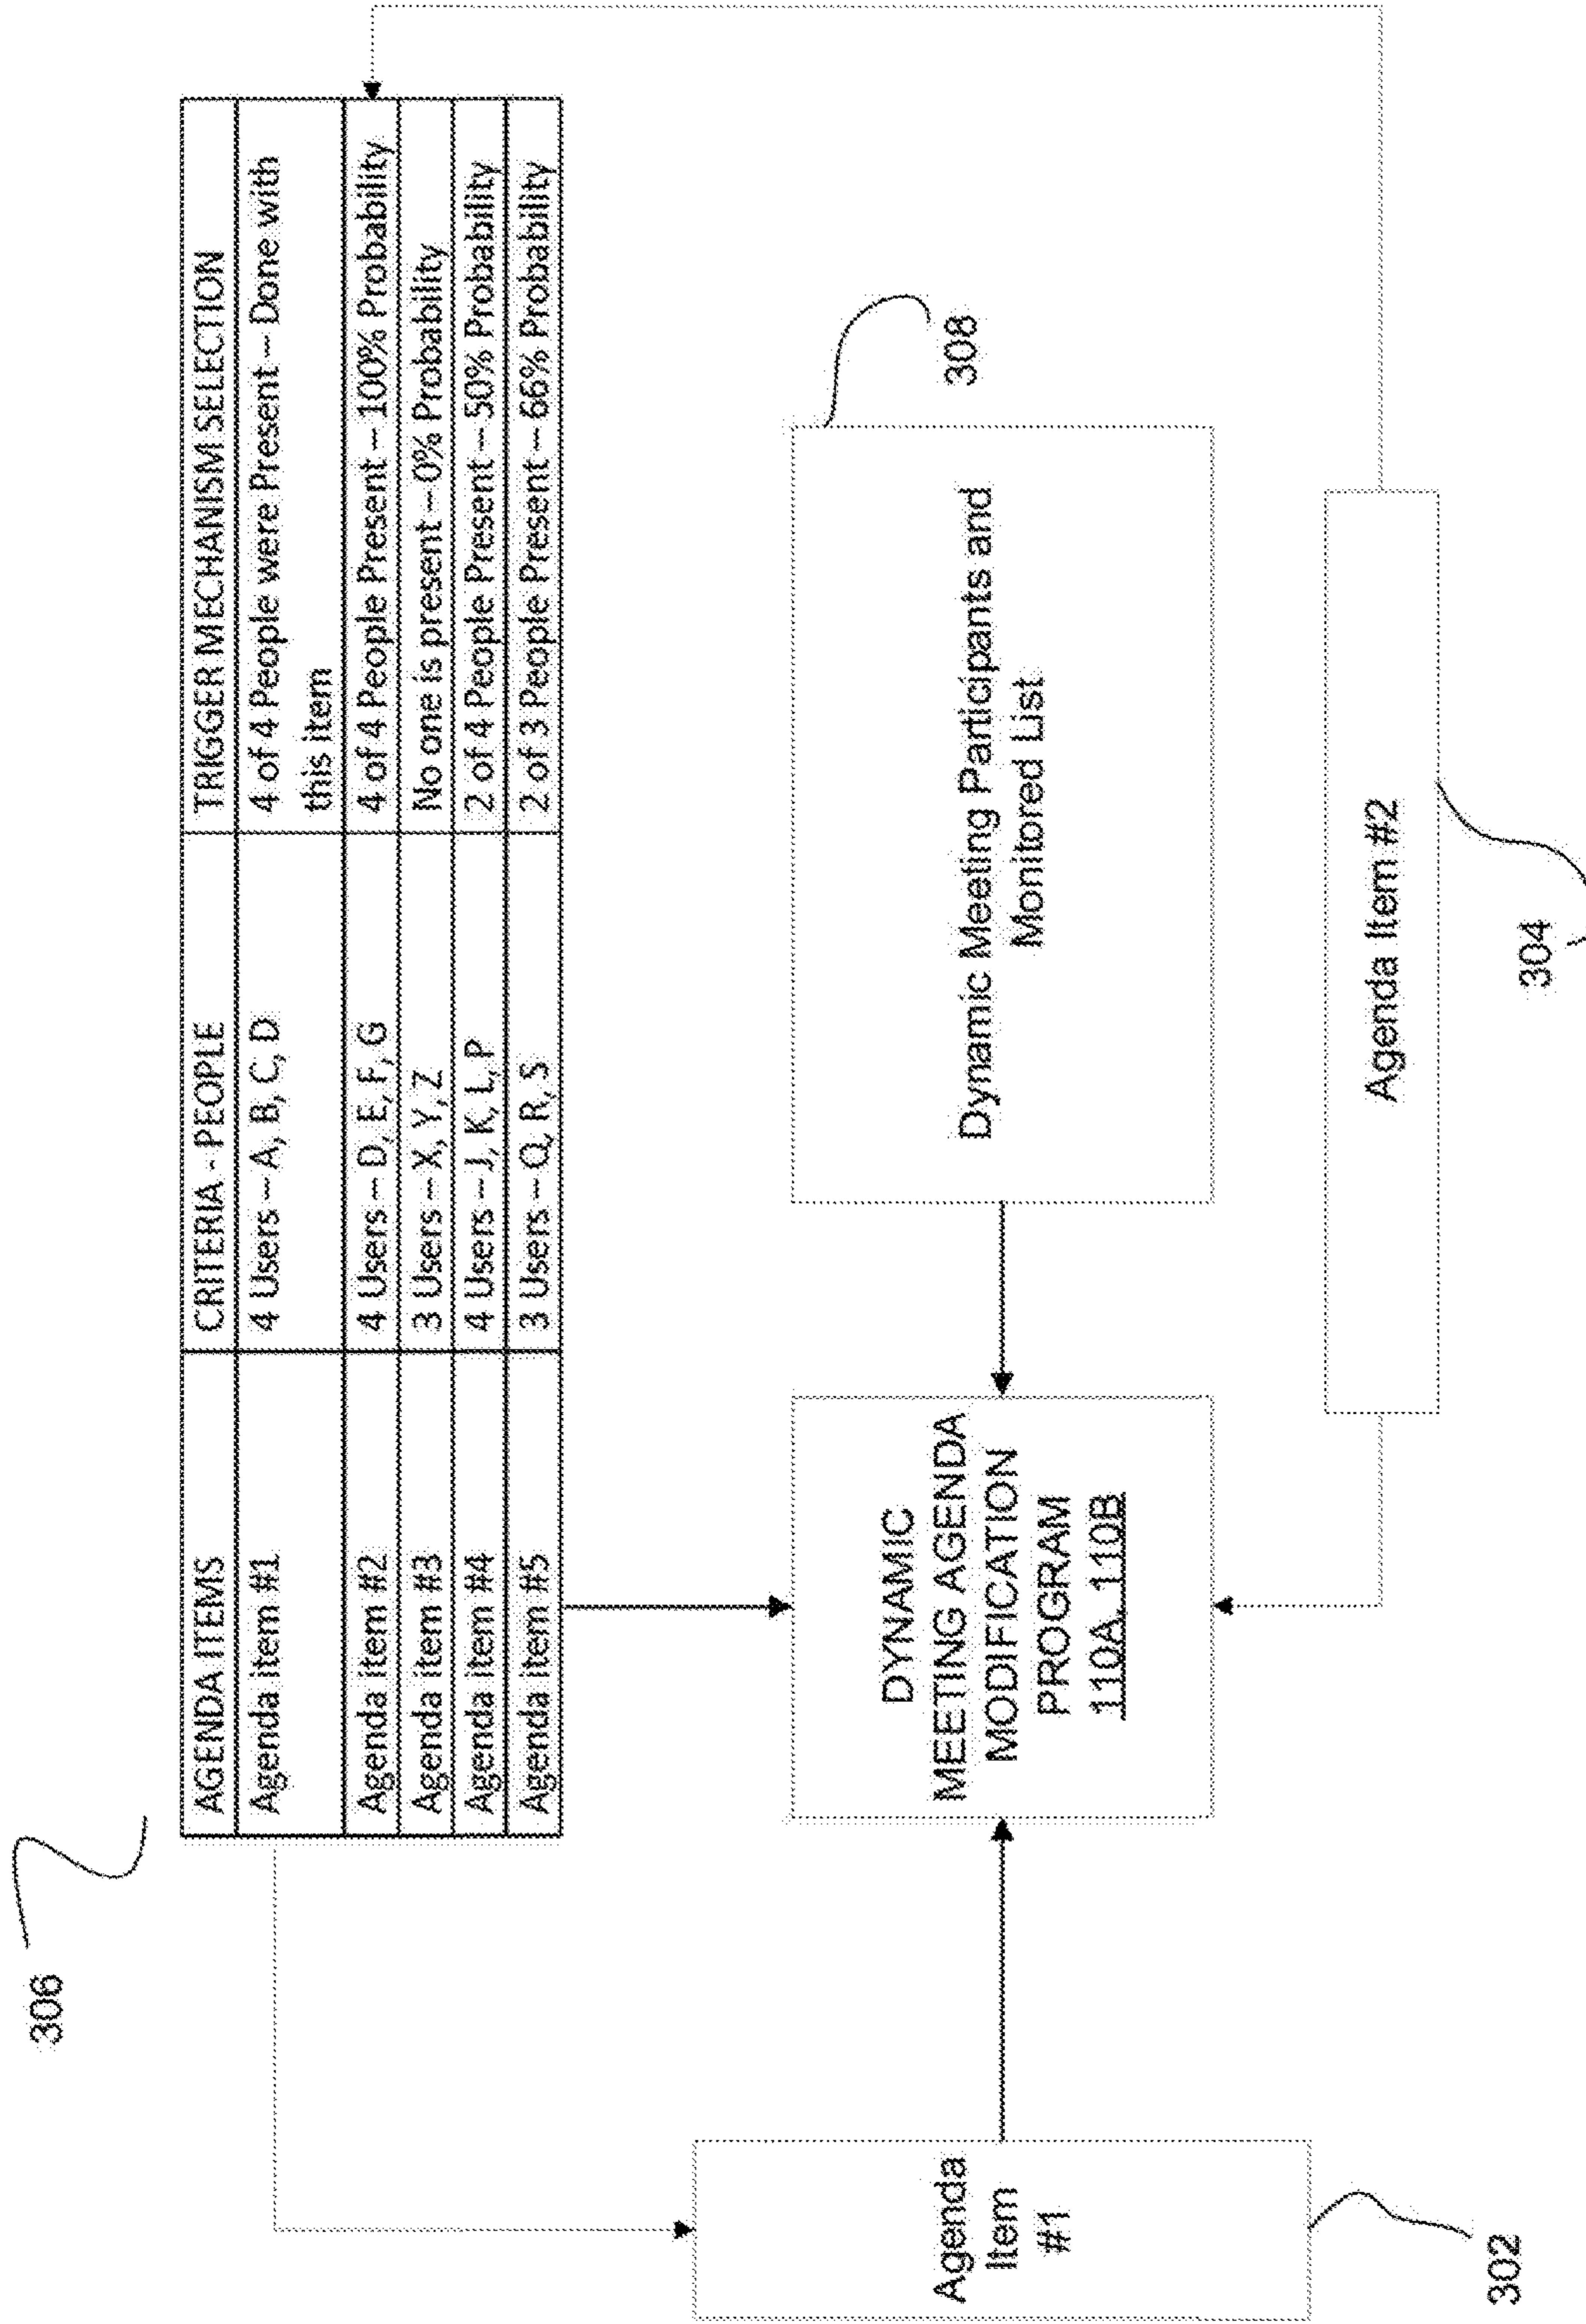 306
AGENDA ITEMS CRITERIA - PEOPLE TRIGGER MECHANISM SELECTION
Agenda item #1 4 Users – A, B, C, D 4 of 4 People were Present – Done with
this item
Agenda item #2 4 Users – D, E, F, G 4 of 4 People Present – 100% Probability
Agenda item #3 3 Users – X, Y, Z No one is present – 0% Probability
Agenda item #4 4 Users – J, K, L, P 2 of 4 People Present – 50% Probability
Agenda item #5 3 Users – Q, R, S 2 of 3 People Present – 66% Probability
Agenda
Item
#1
302
DYNAMIC
MEETING AGENDA
MODIFICATION
PROGRAM
110A, 110B
Dynamic Meeting Participants and
Monitored List
308
Agenda Item #2
304